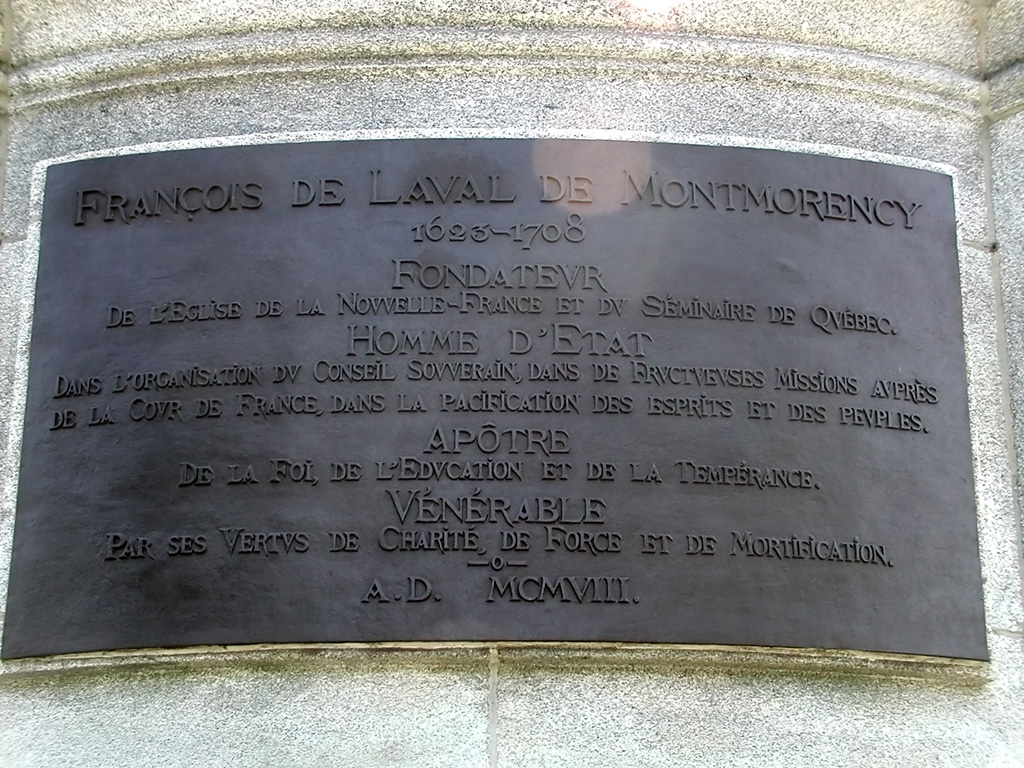 FRANÇOIS DE LAVAL DE MONTMORENCY
1623-1708
FONDATEVR
DE L'EGLISE DE LA NOVVELLE-FRANCE ET DV SÉMINAIRE DE QVÉBEC.
HOMME D'ETAT
DANS L'ORGANISATION DV CONSEIL SOVVERAIN, DANS DE FRVCTVEVSES MISSIONS AVPRÈS
DE LA COVR DE FRANCE, DANS LA PACIFICATION DES ESPRITS ET DES PEVPLES.
APÔTRE
DE LA FOI, DE L'EDVCATION ET DE LA TEMPÉRANCE.
VÉNÉRABLE
PAR SES VERTVS DE CHARITÉ, DE FORCE ET DE MORTIFICATION.
—o—
A.D. MCMVIII.